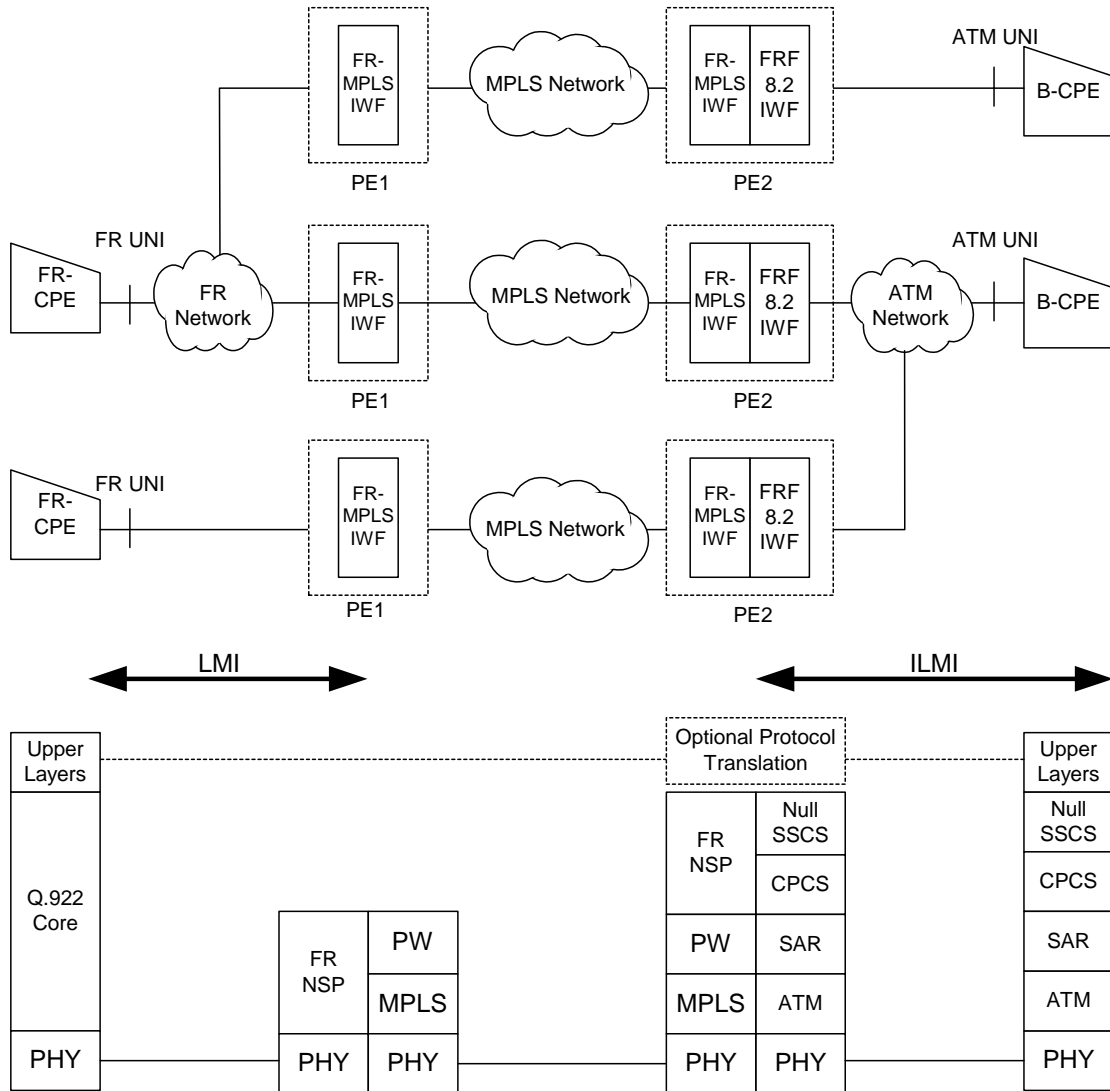 ATM UNI
FR-
MPLS
IWF
MPLS Network
FR-
MPLS
IWF
FRF
8.2
IWF
B-CPE
PE1
PE2
FR UNI
ATM UNI
FR-
CPE
FR
Network
FR-
MPLS
IWF
MPLS Network
FR-
MPLS
IWF
FRF
8.2
IWF
ATM
Network
B-CPE
PE1
PE2
FR-
CPE
FR UNI
FR-
MPLS
IWF
MPLS Network
FR-
MPLS
IWF
FRF
8.2
IWF
PE1
PE2
LMI
ILMI
Upper
Layers
Optional Protocol
Translation
Upper
Layers
Q.922
Core
FR
NSP
Null
SSCS
Null
SSCS
CPCS
CPCS
FR
NSP
PW
PW
SAR
SAR
MPLS
MPLS
ATM
ATM
PHY
PHY
PHY
PHY
PHY
PHY